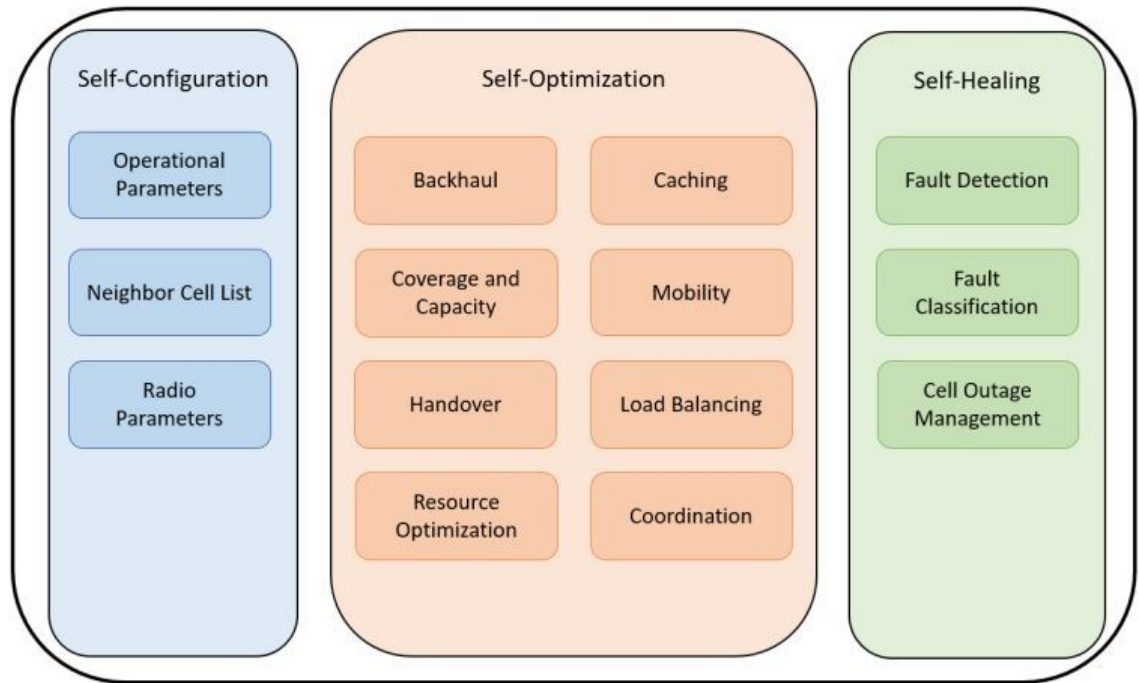 Self-Configuration
Operational
Parameters
Neighbor Cell List
Radio
Parameters
Self-Optimization
Backhaul
Caching
Coverage and
Capacity
Mobility
Handover
Load Balancing
Resource
Optimization
Coordination
Self-Healing
Fault Detection
Fault
Classification
Cell Outage
Management